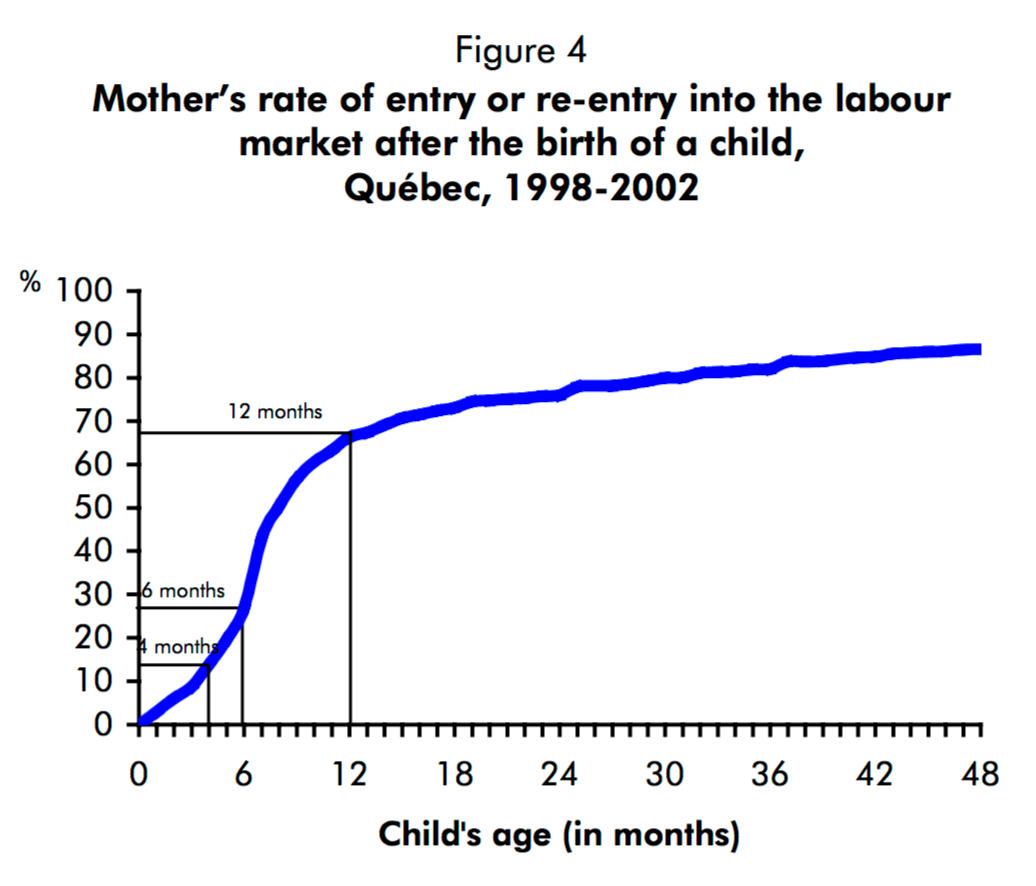 Figure 4
Mother's rate of entry or re-entry into the labour
market after the birth of a child,
Québec, 1998-2002
%
100
90
80
70
12 months
60
50
40
30
6 months
20
4 months
10
0
0 6 12 18 24 30 36 42 48
Child's age (in months)